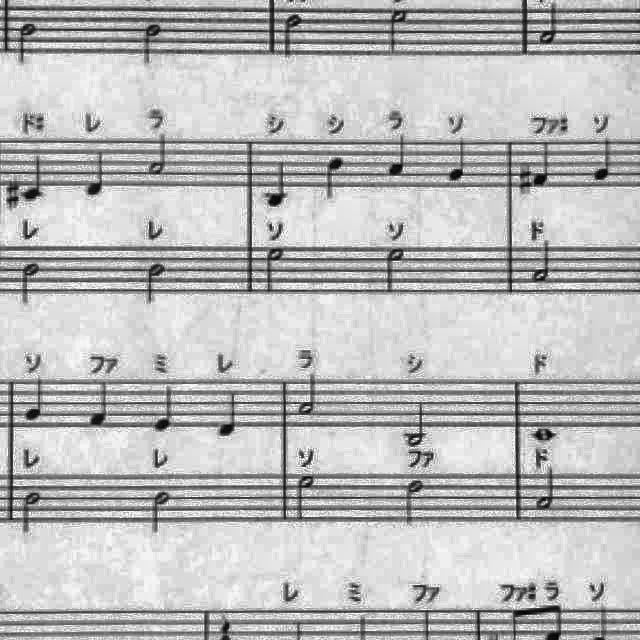 ド♯ レ ラ シ シ ラ ソ ファ♯ ソ
レ レ ソ ソ ド
ソ ファ ミ レ ラ シ ド
レ レ ソ ファ ド
レ ミ ファ ファ♯ ラ ソ